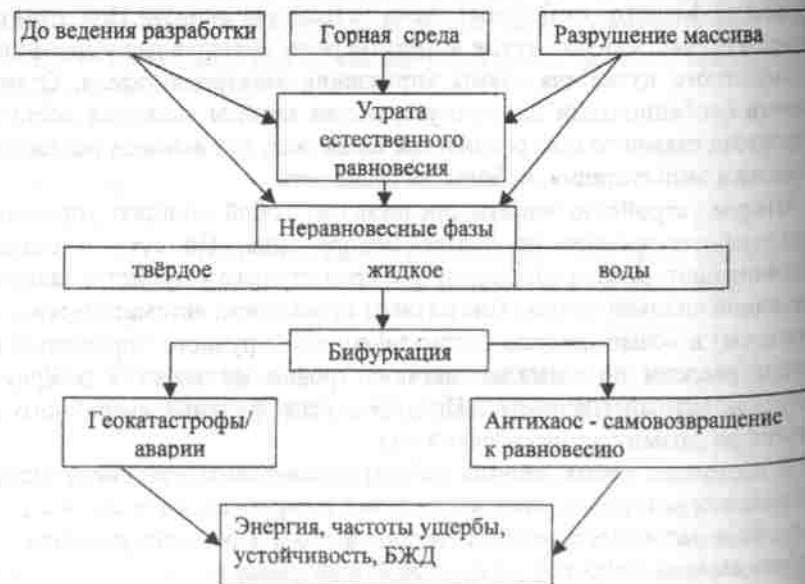 До ведения разработки
Горная среда
Разрушение массива
Утрата
естественного
равновесия
Неравновесные фазы
твёрдое
жидкое
воды
Бифуркация
Геокатастрофы/
аварии
Антихаос - самовозвращение
к равновесию
Энергия, частоты ущербы,
устойчивость, БЖД